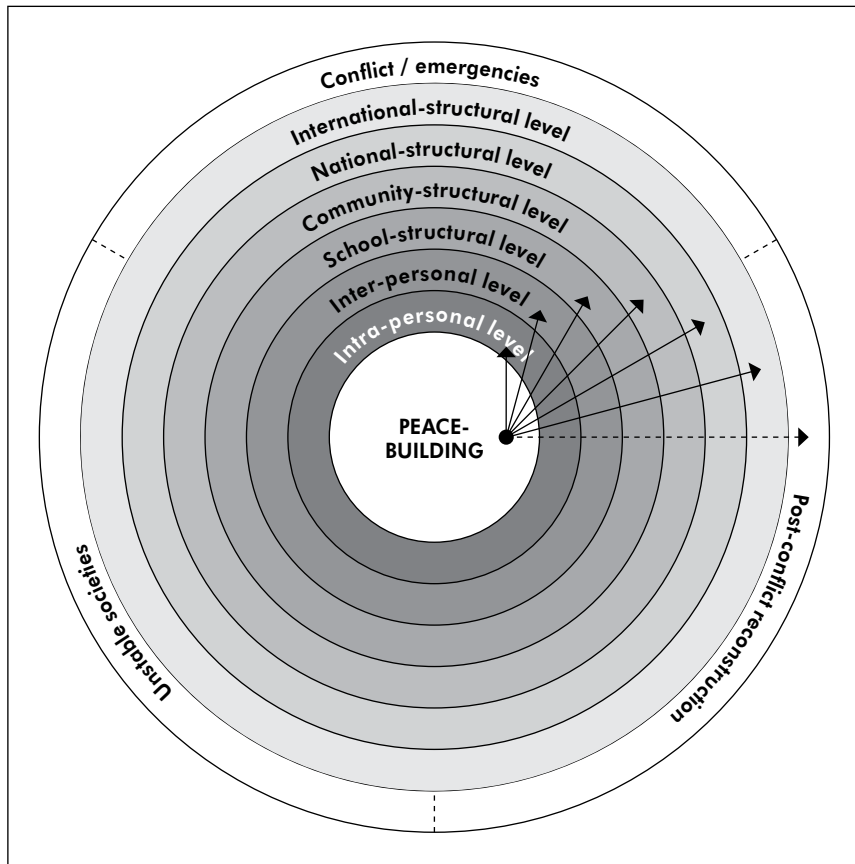 Conflict / emergencies
International-structural level
National-structural level
Community-structural level
School-structural level
Inter-personal level
Intra-personal level
PEACE-
BUILDING
Unstable societies
Post-conflict reconstruction